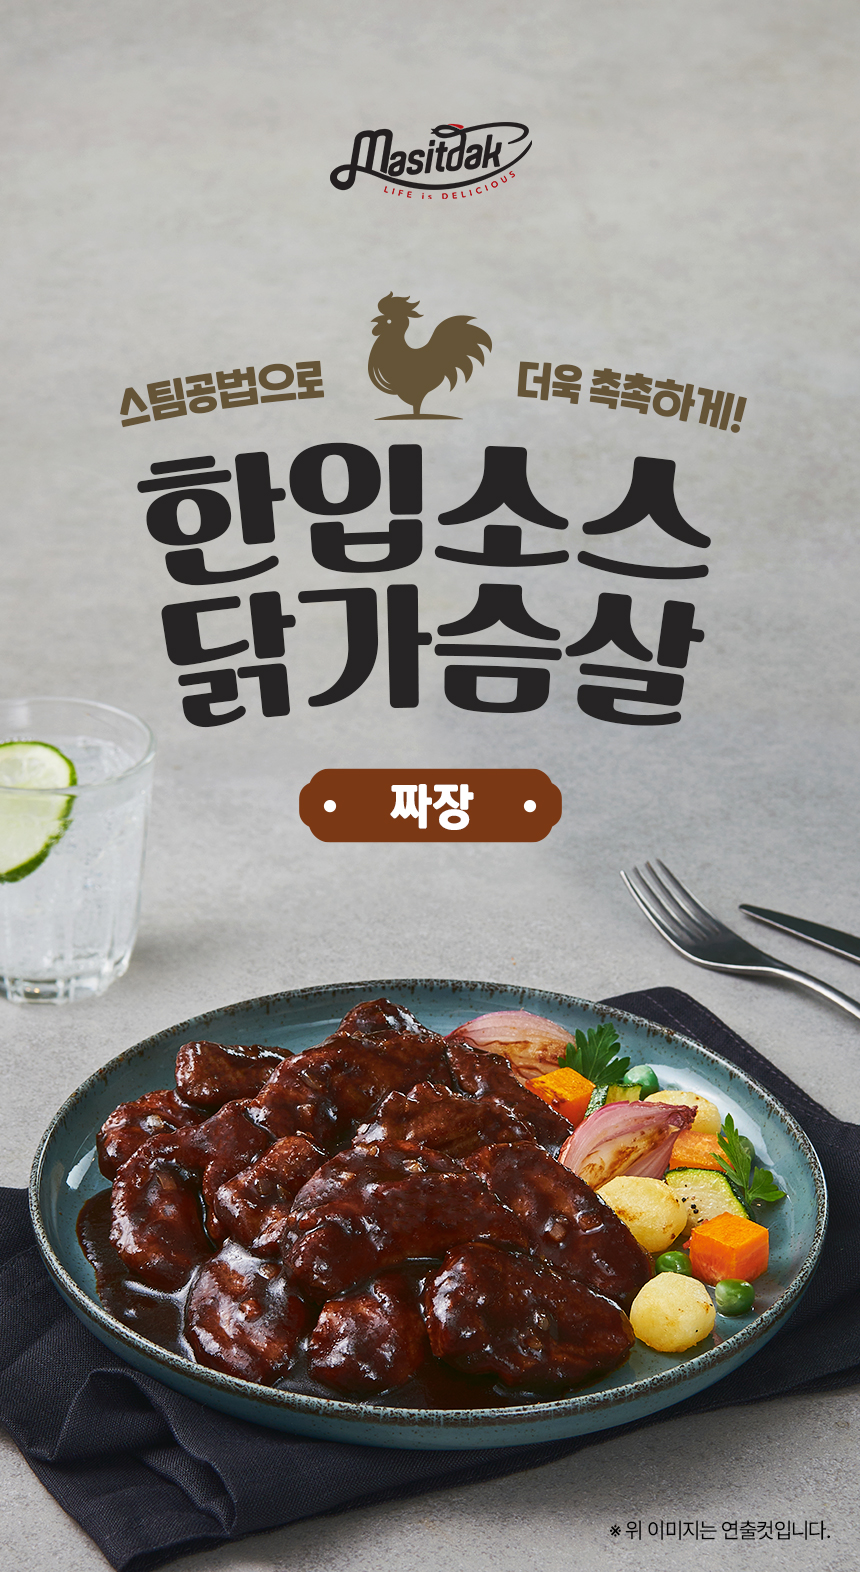 Masitdak
LIFE is DELICIOUS
스팀공법으로 더욱 촉촉하게!
한입소스
닭가슴살
짜장
※ 위 이미지는 연출컷입니다.